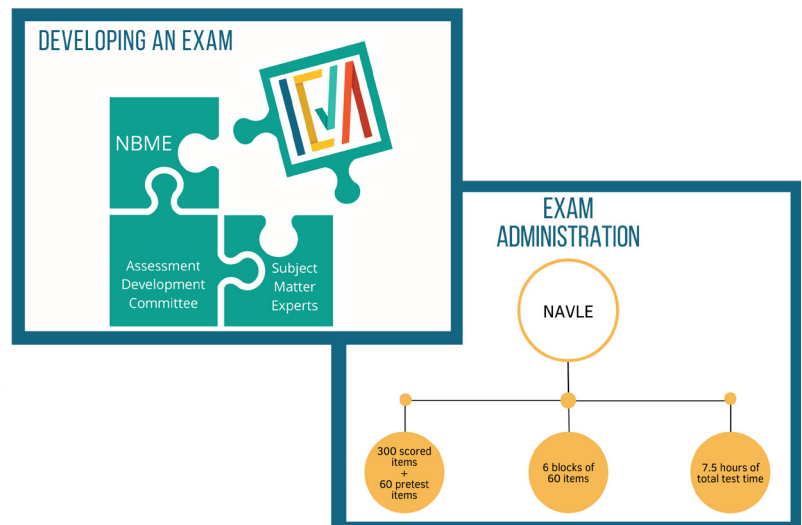 DEVELOPING AN EXAM
NBME
ICVA
Assessment
Development
Committee
Subject
Matter
Experts
EXAM
ADMINISTRATION
NAVLE
300 scored
items
+
60 pretest
items
6 blocks of
60 items
7.5 hours of
total test time